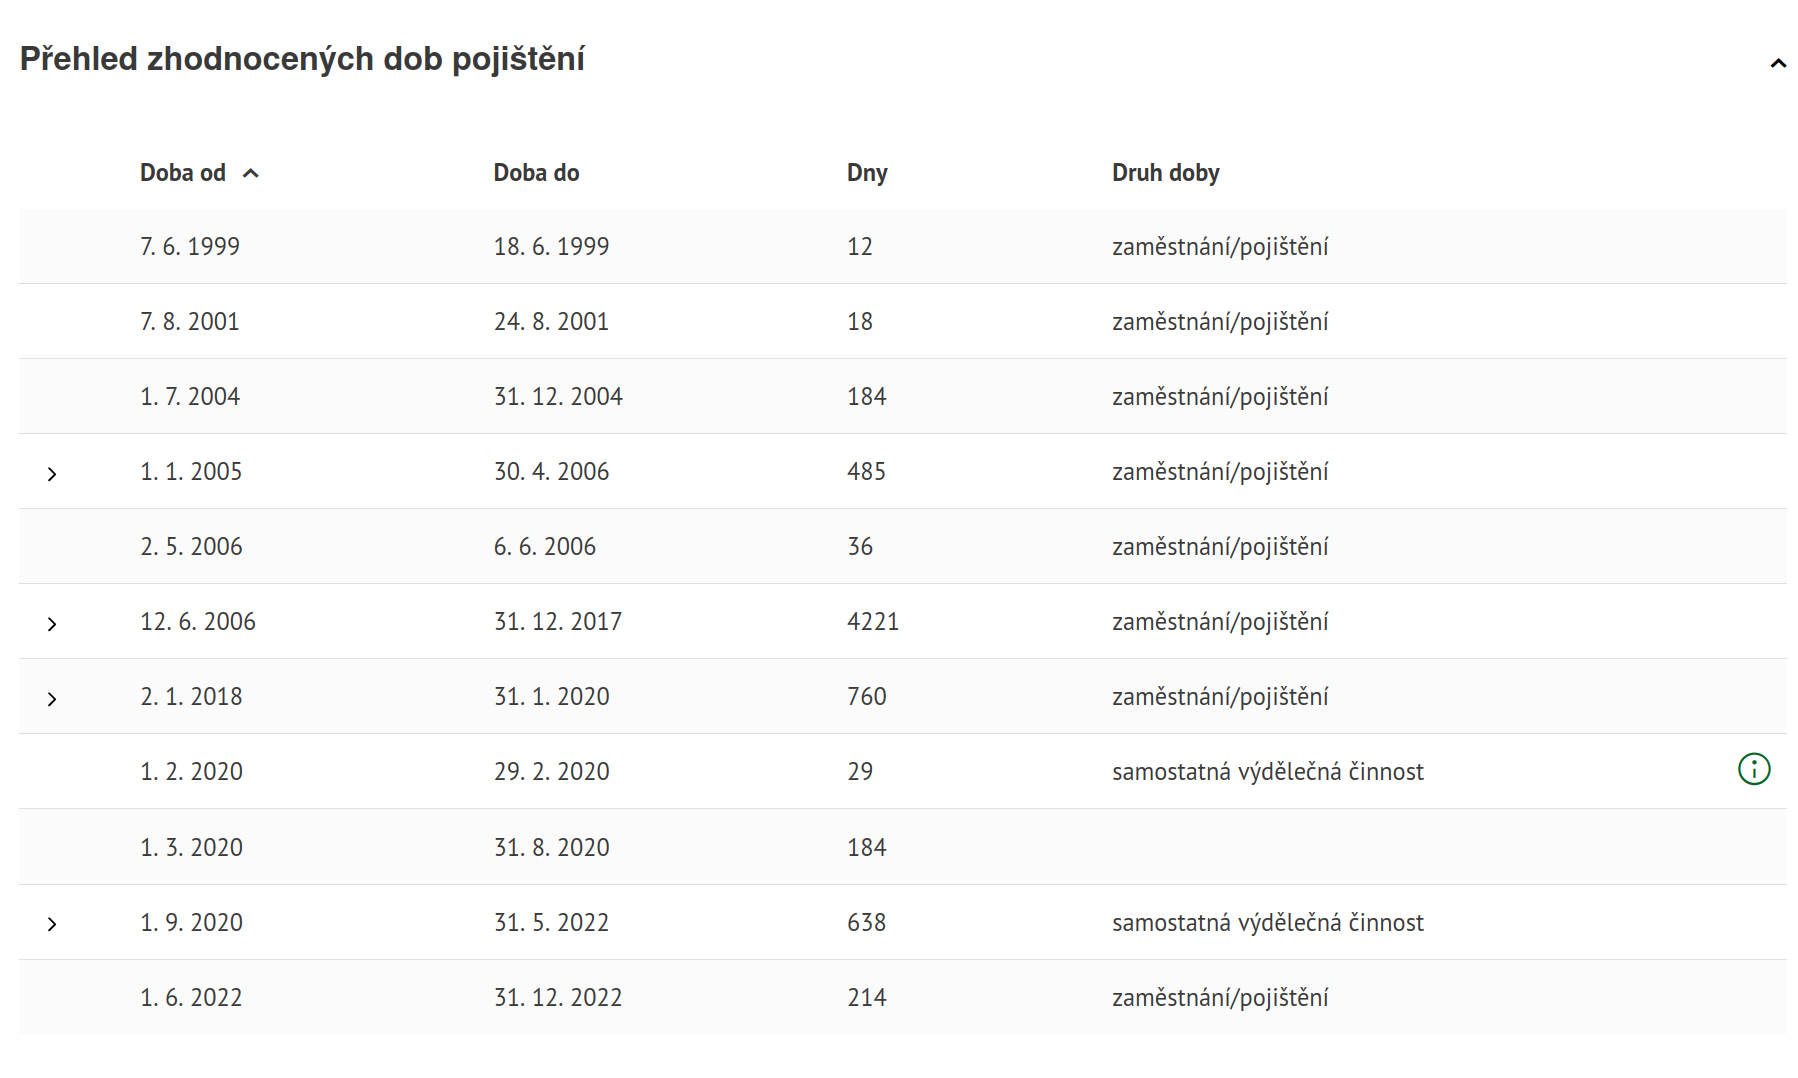 Přehled zhodnocených dob pojištění
Doba od Doba do Dny Druh doby
7. 6. 1999 18. 6. 1999 12 zaměstnání/pojištění
7. 8. 2001 24. 8. 2001 18 zaměstnání/pojištění
1. 7. 2004 31. 12. 2004 184 zaměstnání/pojištění
1. 1. 2005 30. 4. 2006 485 zaměstnání/pojištění
2. 5. 2006 6. 6. 2006 36 zaměstnání/pojištění
12. 6. 2006 31. 12. 2017 4221 zaměstnání/pojištění
2. 1. 2018 31. 1. 2020 760 zaměstnání/pojištění
1. 2. 2020 29. 2. 2020 29 samostatná výdělečná činnost
1. 3. 2020 31. 8. 2020 184
1. 9. 2020 31. 5. 2022 638 samostatná výdělečná činnost
1. 6. 2022 31. 12. 2022 214 zaměstnání/pojištění